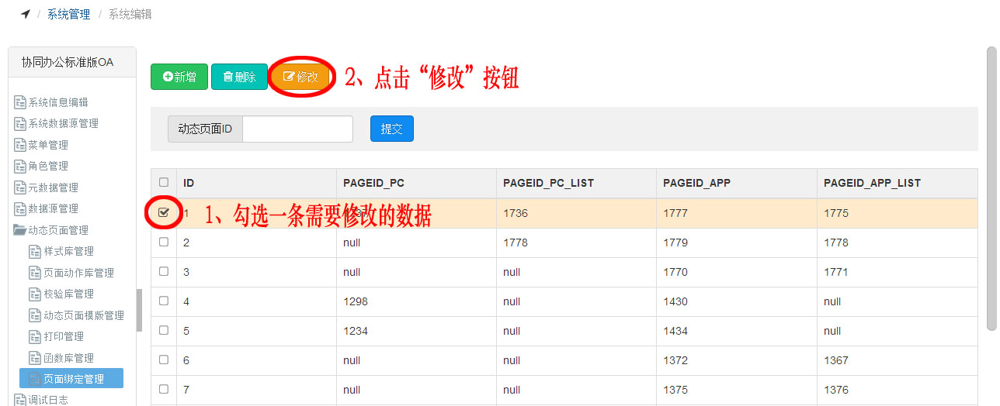 / 系统管理 / 系统编辑
协同办公标准版OA
系统信息编辑
系统数据源管理
菜单管理
角色管理
元数据管理
数据源管理
动态页面管理
样式库管理
页面动作库管理
校验库管理
动态页面模版管理
打印管理
函数库管理
页面绑定管理
调试日志
新增 删除 修改 2、点击“修改”按钮
动态页面ID 提交
ID PAGEID_PC PAGEID_PC_LIST PAGEID_APP PAGEID_APP_LIST
1 1736 1777 1775
1、勾选一条需要修改的数据
2 null 1778 1779 1778
3 null null 1770 1771
4 1298 null 1430 null
5 1234 null 1434 null
6 null null 1372 1367
7 null null 1375 1376